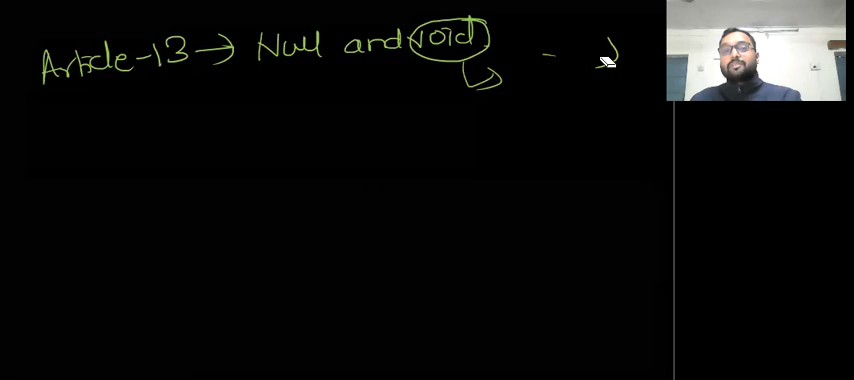 Article-13 → Null and void